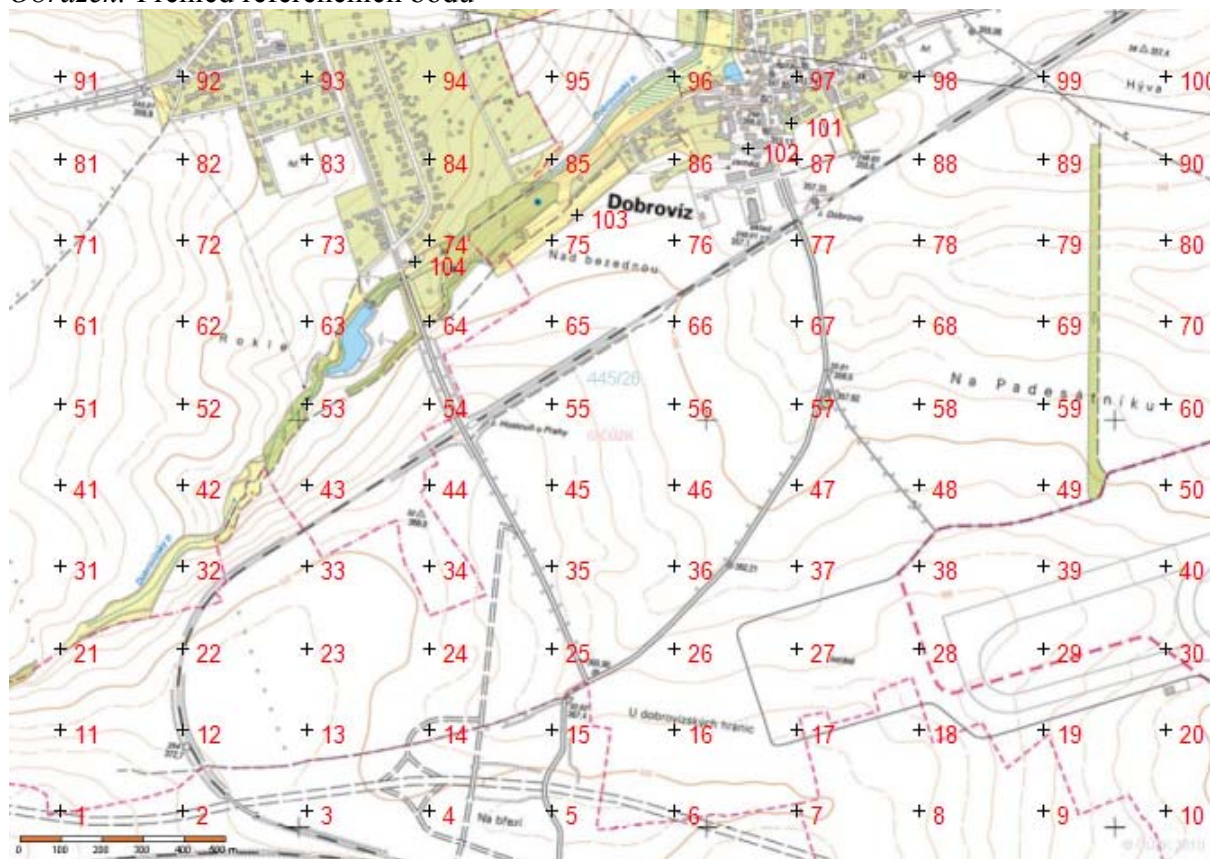 Obrázek: Přehled referenčních bodů
91 92 93 94 95 96 97 98 99 100
Hýva
101
102
81 82 83 84 85 86 87 88 89 90
Dobrovíz
103
Dobrovíz
71 72 73 74 75 76 77 78 79 80
104
Nad bezednou
61 62 63 64 65 66 67 68 69 70
445/26
Na Padesátníku
51 52 53 54 55 56 57 58 59 60
Hostouň u Prahy
©ČÚZK
41 42 43 44 45 46 47 48 49 50
31 32 33 34 35 36 37 38 39 40
21 22 23 24 25 26 27 28 29 30
U dobrovízských hranic
11 12 13 14 15 16 17 18 19 20
1 2 3 4 5 6 7 8 9 10
Na březí
0 100 200 300 400 500 m